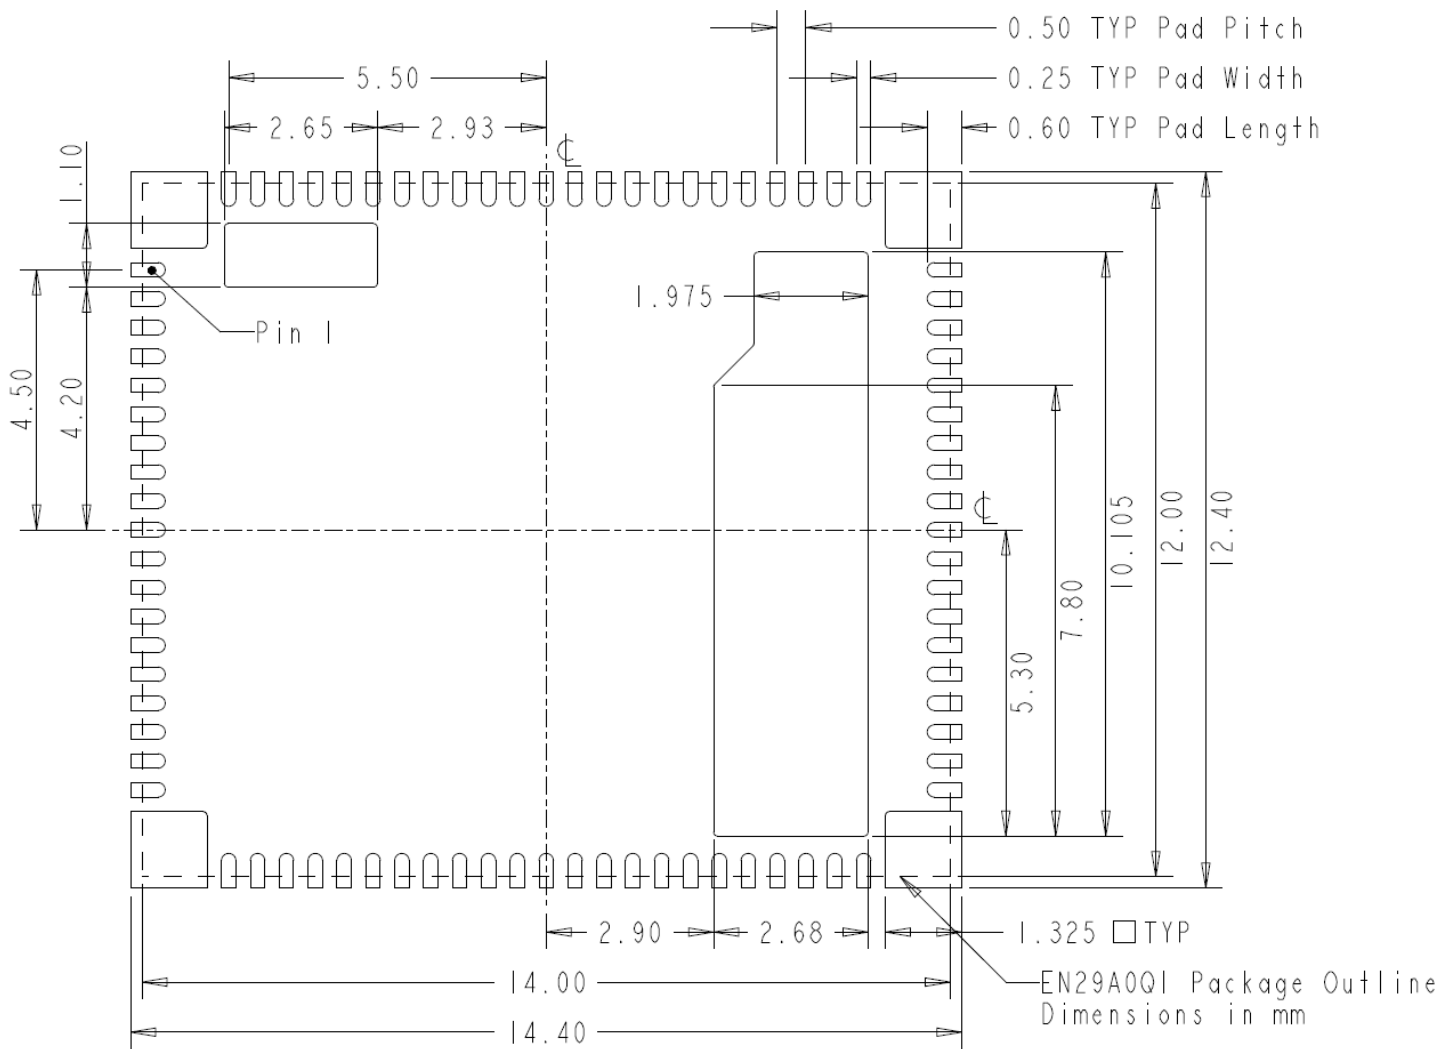 0.50 TYP Pad Pitch
5.50
0.25 TYP Pad Width
2.65
2.93
0.60 TYP Pad Length
℄
1.10
1.975
Pin 1
4.50
4.20
℄
10.105
12.00
12.40
7.80
5.30
2.90
2.68
1.325 □ TYP
14.00
EN29A0QI Package Outline
Dimensions in mm
14.40